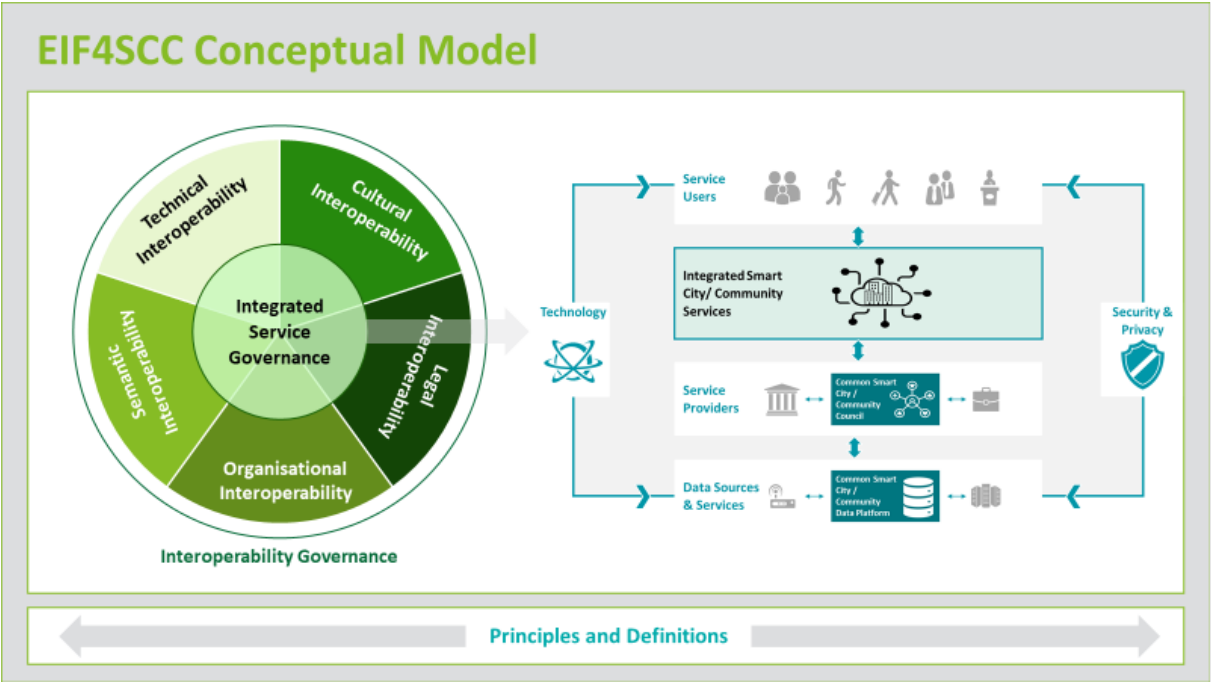 EIF4SCC Conceptual Model
Technical
Interoperability
Cultural
Interoperability
Semantic
Interoperability
Integrated
Service
Governance
Legal
Interoperability
Organisational
Interoperability
Interoperability Governance
Technology
Service
Users
Integrated Smart
City/ Community
Services
Service
Providers
Common Smart
City /
Community
Council
Data Sources
& Services
Common Smart
City /
Community
Data Platform
Security &
Privacy
Principles and Definitions